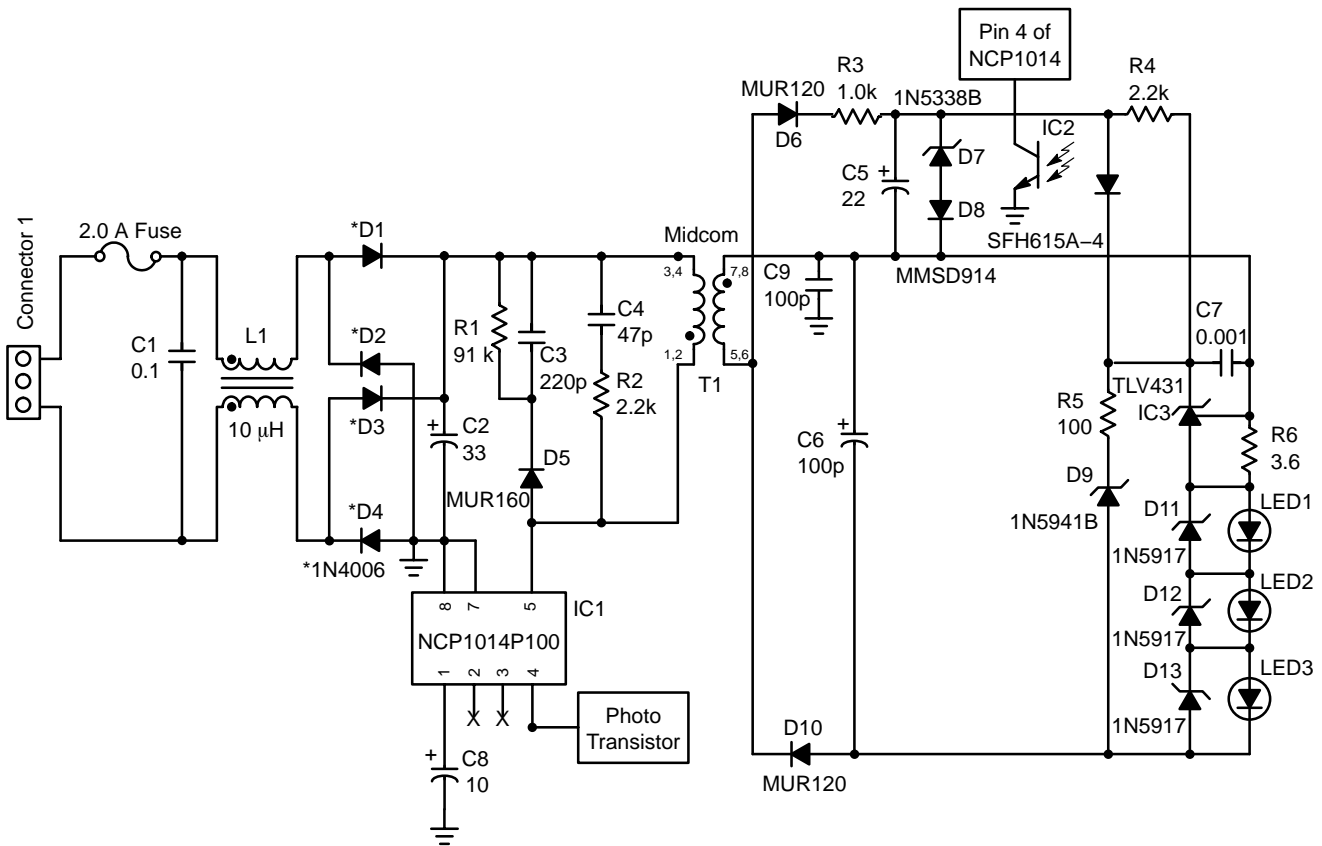 Pin 4 of
NCP1014
R3
1.0k
MUR120
D6
1N5338B
R4
2.2k
IC2
D7
C5
+
22
D8
SFH615A–4
MMSD914
Connector 1
2.0 A Fuse
*D1
Midcom
3,4
7,8
C9
100p
C1
0.1
L1
10 μH
*D2
*D3
R1
91 k
C3
220p
C4
47p
R2
2.2k
1,2
5,6
T1
C7
0.001
TLV431
IC3
R5
100
R6
3.6
+
C2
33
D5
MUR160
+
C6
100p
D9
1N5941B
*D4
*1N4006
D11
1N5917
LED1
D12
1N5917
LED2
D13
1N5917
LED3
8
7
5
IC1
NCP1014P100
1
2
3
4
X
X
Photo
Transistor
D10
MUR120
+
C8
10